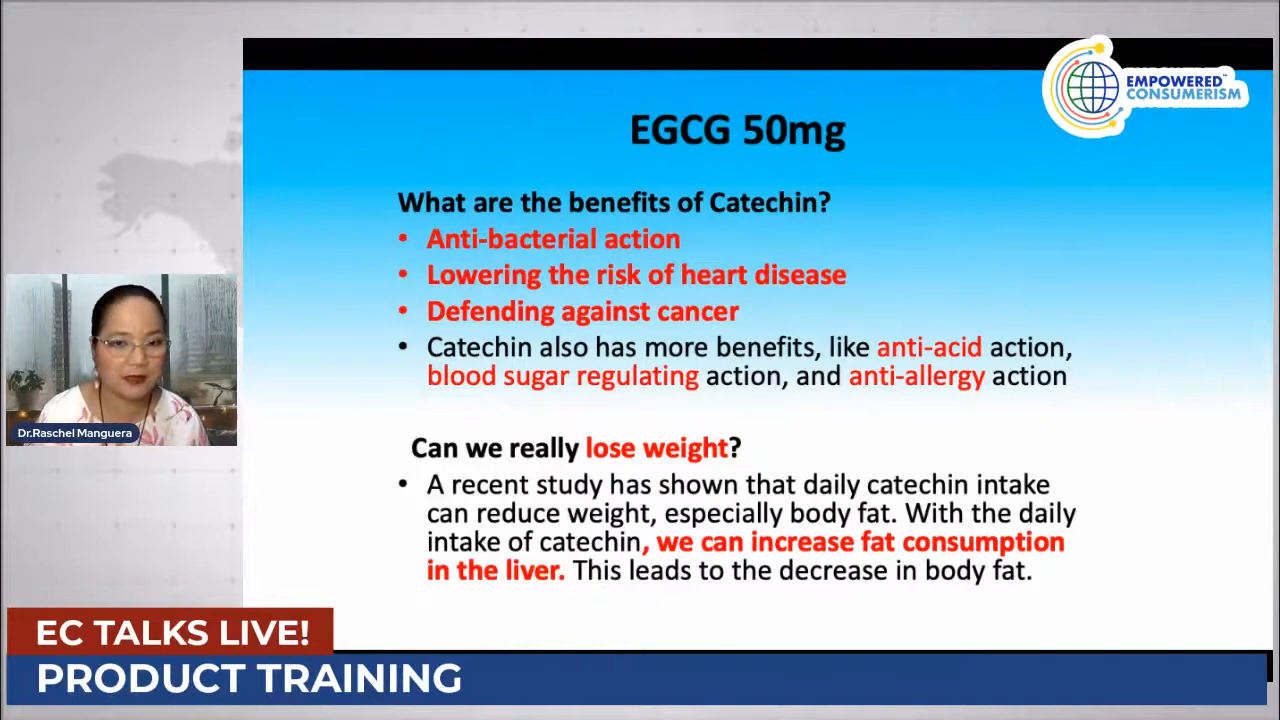 EMPOWERED™
CONSUMERISM
EGCG 50mg
What are the benefits of Catechin?
• Anti-bacterial action
• Lowering the risk of heart disease
• Defending against cancer
• Catechin also has more benefits, like anti-acid action,
blood sugar regulating action, and anti-allergy action
Can we really lose weight?
• A recent study has shown that daily catechin intake
can reduce weight, especially body fat. With the daily
intake of catechin, we can increase fat consumption
in the liver. This leads to the decrease in body fat.
Dr.Raschel Manguera
EC TALKS LIVE!
PRODUCT TRAINING